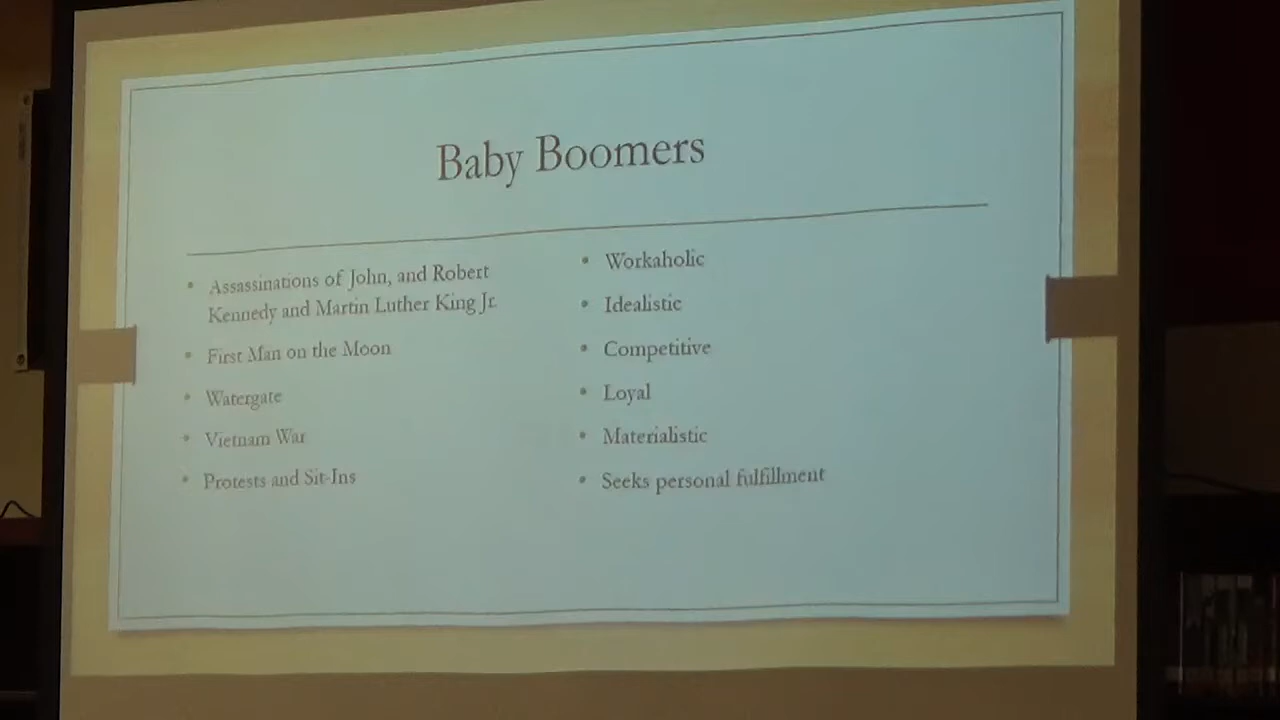 Baby Boomers
• Assassinations of John, and Robert
Kennedy and Martin Luther King Jr.
• First Man on the Moon
• Watergate
• Vietnam War
• Protests and Sit-Ins
• Workaholic
• Idealistic
• Competitive
• Loyal
• Materialistic
• Seeks personal fulfillment